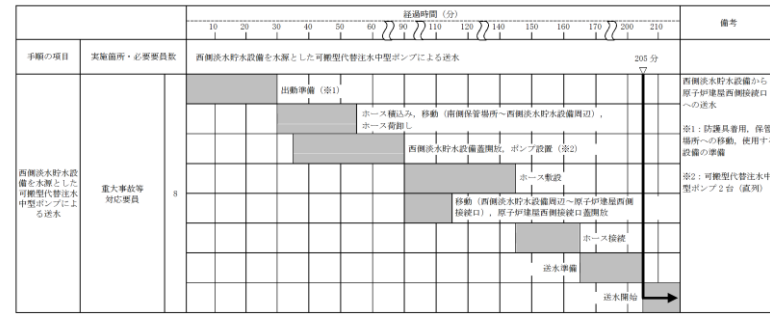 経過時間（分）
備考
10 20 30 40 50 60 90 100 110 120 130 140 150 160 170 200 210
手順の項目
実施箇所・必要要員数
西側淡水貯水設備を水源とした可搬型代替注水中型ポンプによる送水
205 分
▽
西側淡水貯水設
備を水源とした
可搬型代替注水
中型ポンプによ
る送水
重大事故等
対応要員
8
出動準備（※1）
ホース積込み，移動（南側保管場所～西側淡水貯水設備周辺），
ホース荷卸し
西側淡水貯水設備蓋開放，ポンプ設置（※2）
ホース敷設
移動（西側淡水貯水設備周辺～原子炉建屋西側
接続口），原子炉建屋西側接続口蓋開放
ホース接続
送水準備
送水開始
西側淡水貯水設備から
原子炉建屋西側接続口
への送水
※1：防護具着用，保管
場所への移動，使用す
設備の準備
※2：可搬型代替注水中
型ポンプ 2 台（直列）